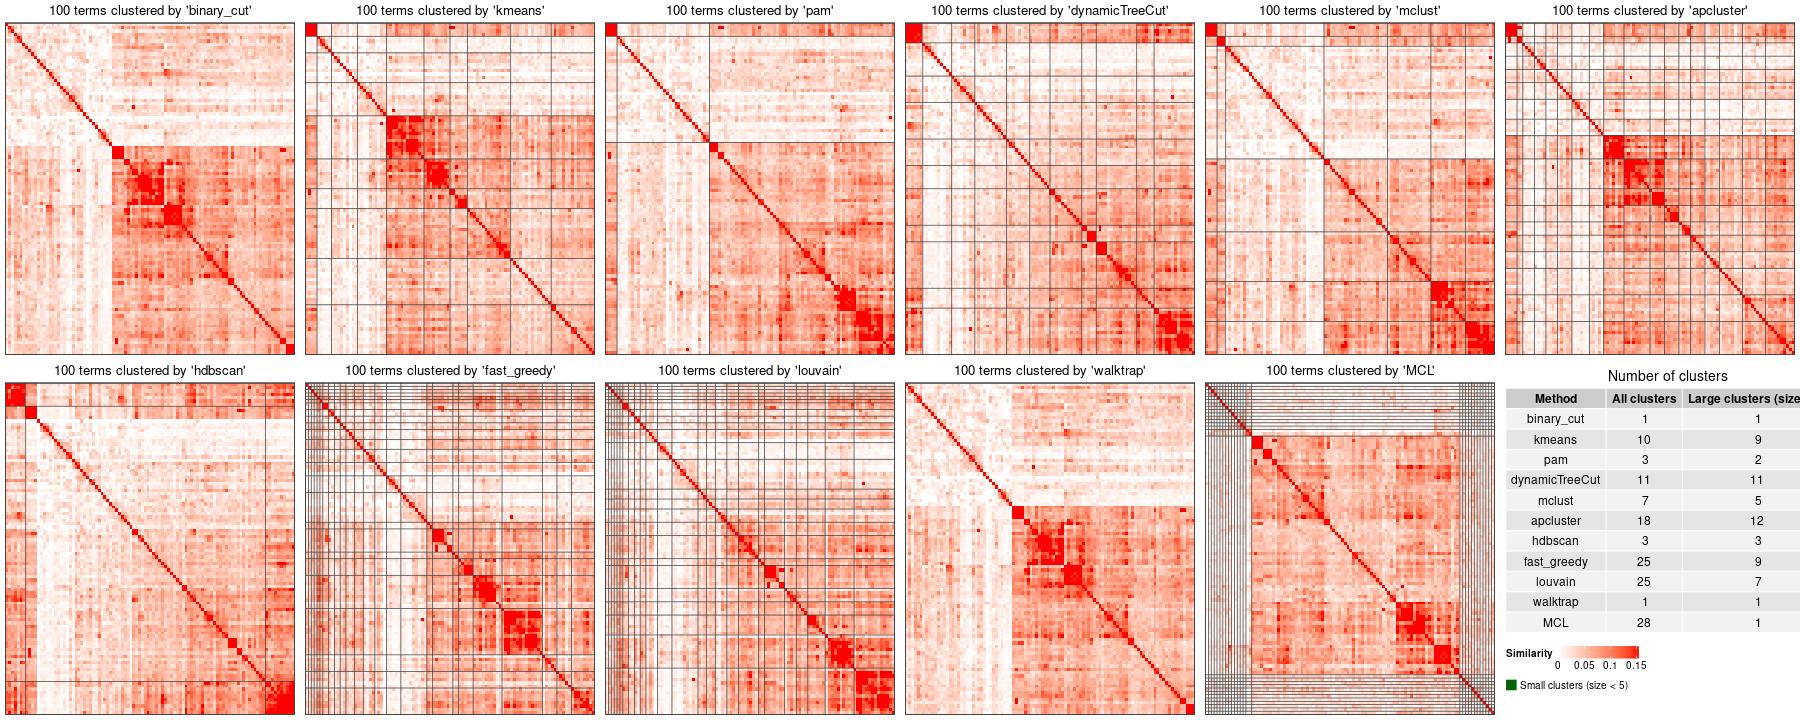 100 terms clustered by 'binary_cut'
100 terms clustered by 'kmeans'
100 terms clustered by 'pam'
100 terms clustered by 'dynamicTreeCut'
100 terms clustered by 'mclust'
100 terms clustered by 'apcluster'
100 terms clustered by 'hdbscan'
100 terms clustered by 'fast_greedy'
100 terms clustered by 'louvain'
100 terms clustered by 'walktrap'
100 terms clustered by 'MCL'
Number of clusters
Method All clusters Large clusters (size
binary_cut 1 1
kmeans 10 9
pam 3 2
dynamicTreeCut 11 11
mclust 7 5
apcluster 18 12
hdbscan 3 3
fast_greedy 25 9
louvain 25 7
walktrap 1 1
MCL 28 1
Similarity
0 0.05 0.1 0.15
Small clusters (size < 5)